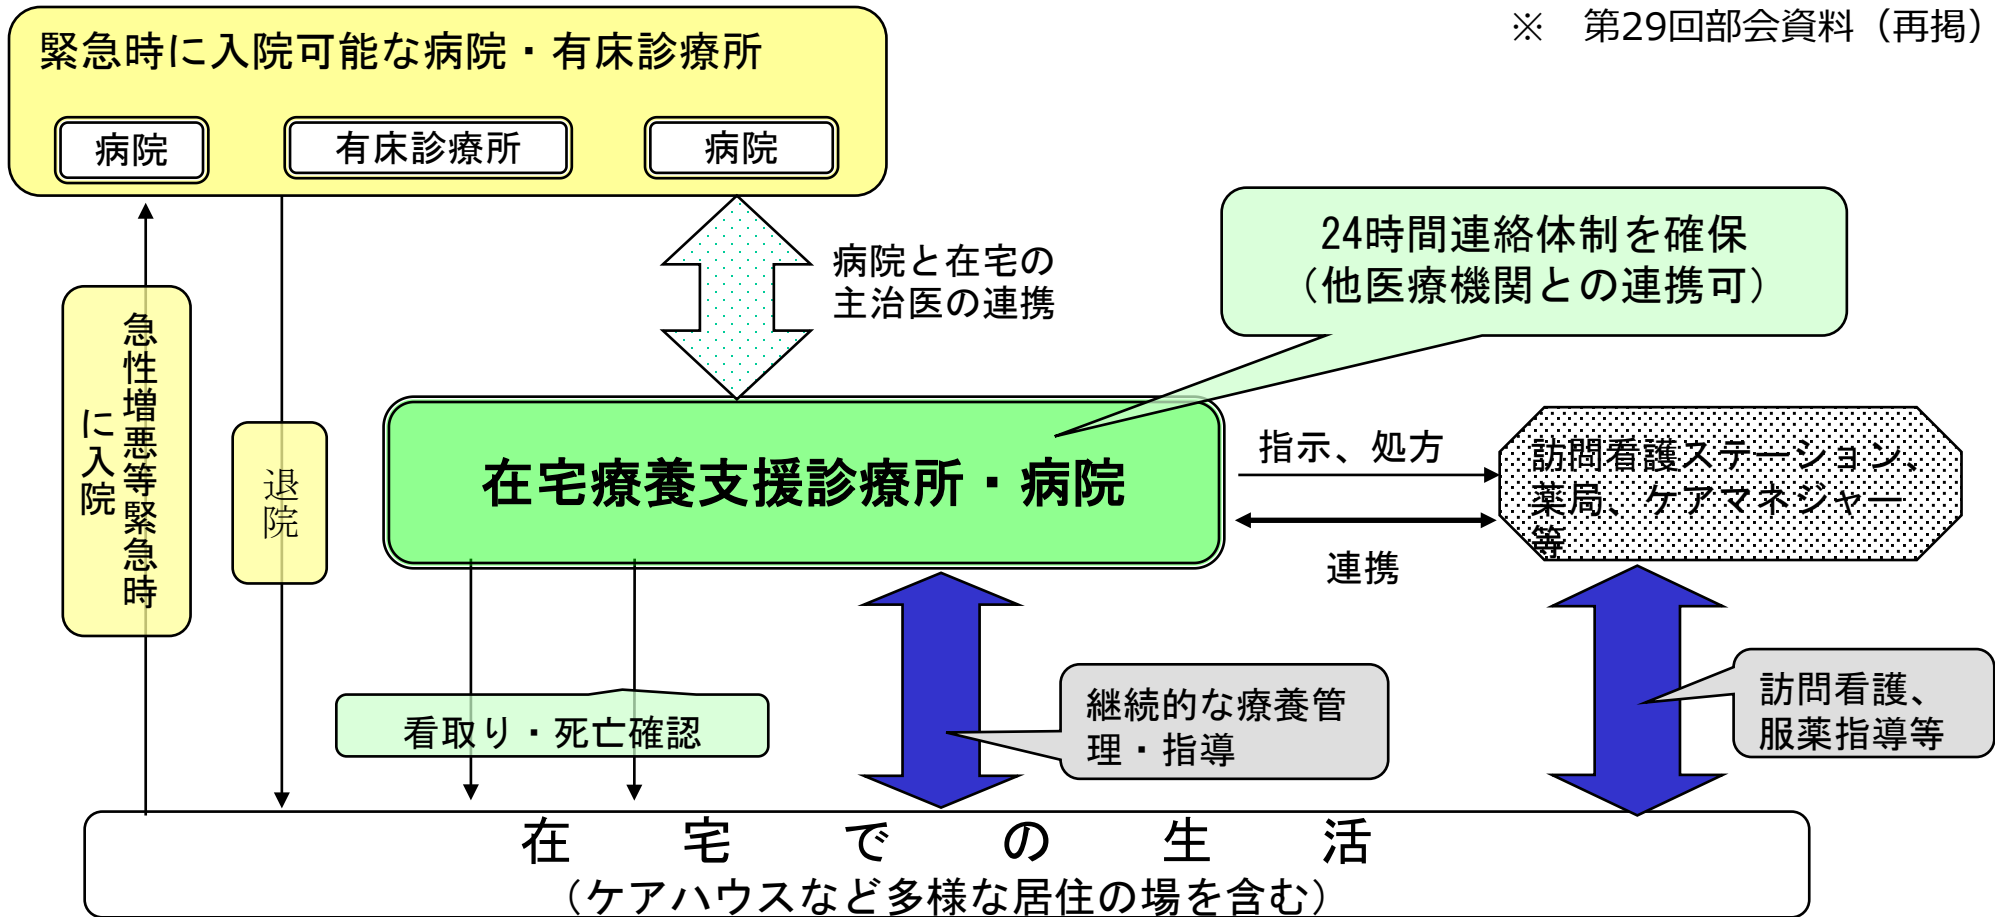 ※　第29回部会資料（再掲）
緊急時に入院可能な病院・有床診療所
病院
有床診療所
病院
24時間連絡体制を確保
（他医療機関との連携可）
病院と在宅の
主治医の連携
急性増悪等緊急時
に入院
退院
在宅療養支援診療所・病院
指示、処方
連携
訪問看護ステーション、
薬局、ケアマネジャー
等
看取り・死亡確認
継続的な療養管
理・指導
訪問看護、
服薬指導等
在宅での生活
（ケアハウスなど多様な居住の場を含む）